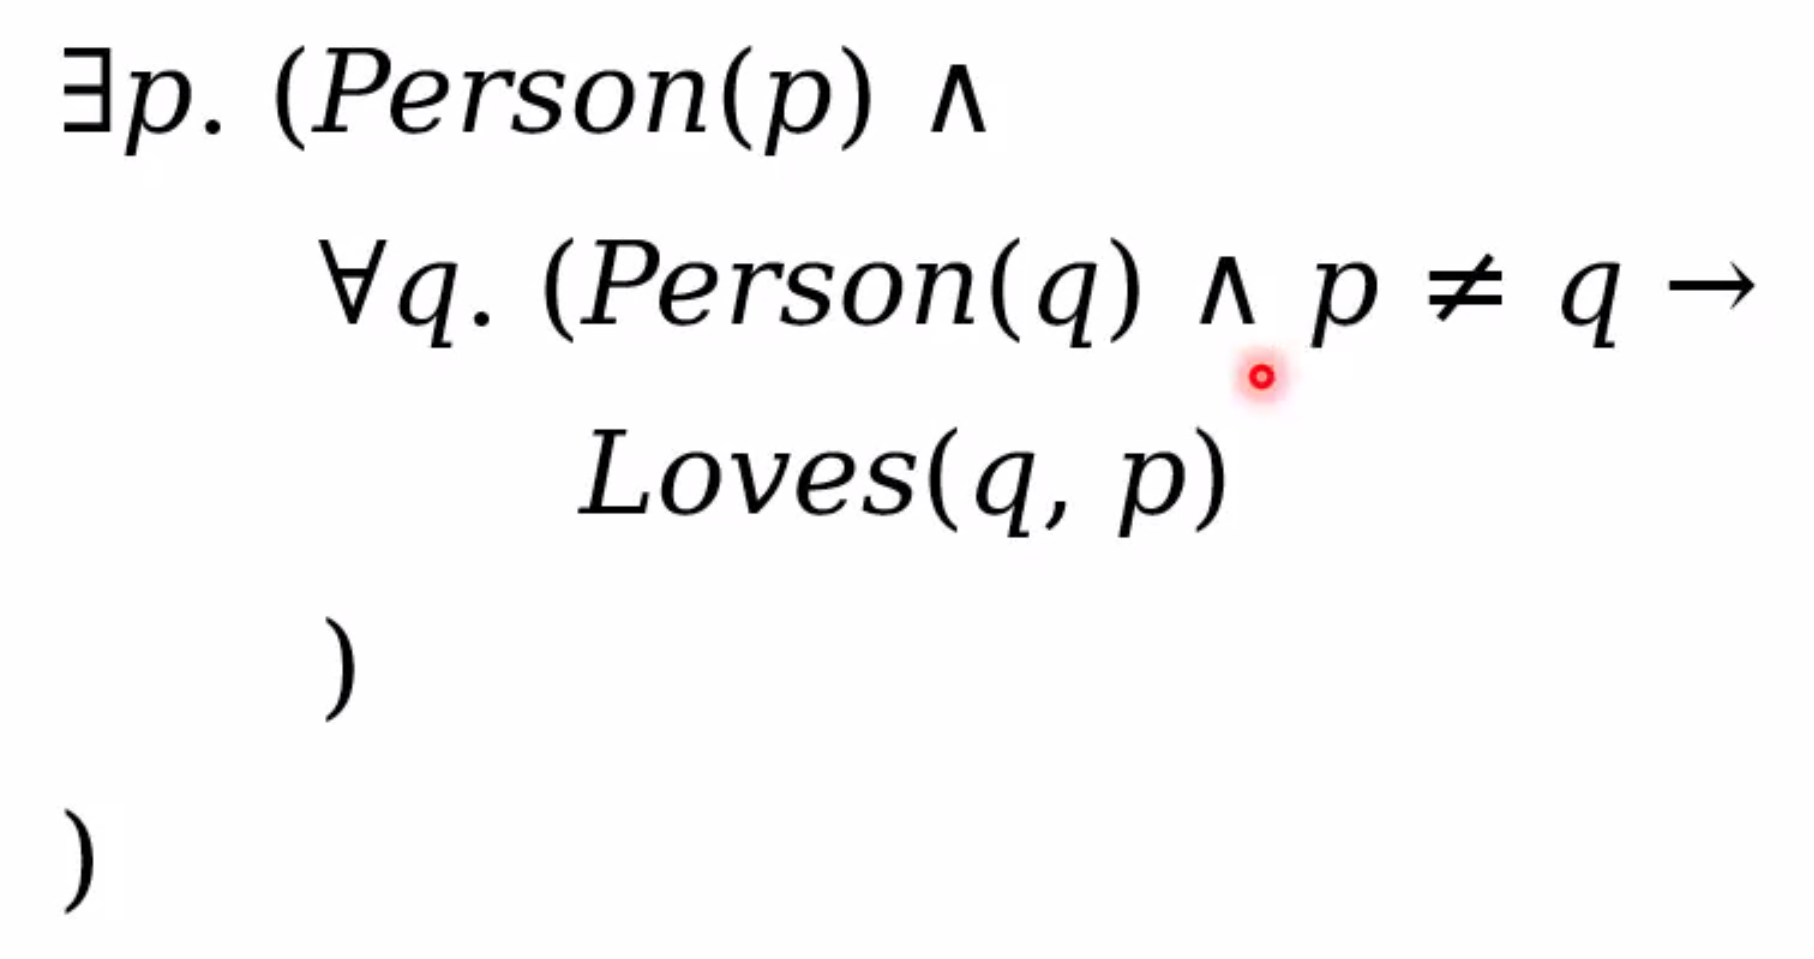 ∃p. (Person(p) ∧
∀q. (Person(q) ∧ p ≠ q →
Loves(q, p)
)
)